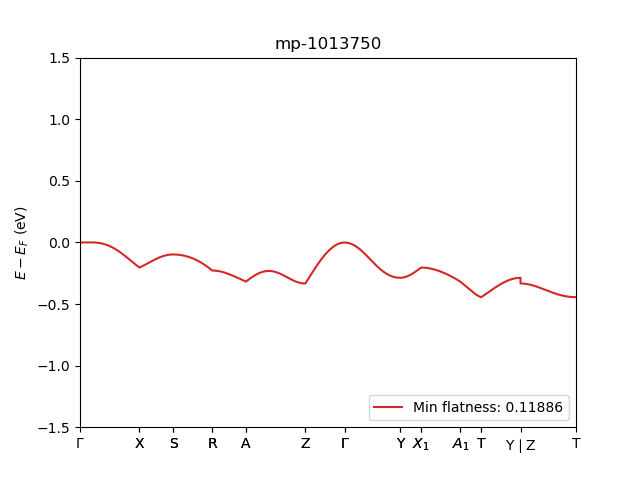 mp-1013750
E − E_F (eV)
1.5
1.0
0.5
0.0
−0.5
−1.0
−1.5
Min flatness: 0.11886
Γ X S R A Z Γ Y X₁ A₁ T Y | Z T